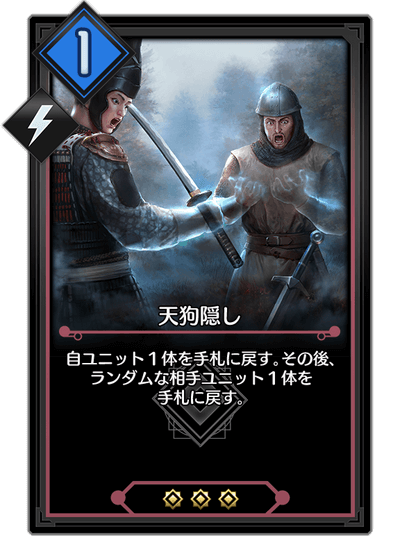 1
天狗隠し
自ユニット１体を手札に戻す。その後、
ランダムな相手ユニット１体を
手札に戻す。